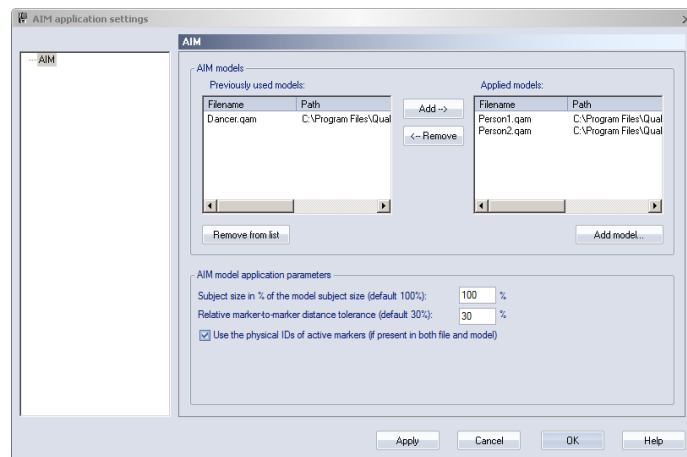 AIM application settings
AIM
AIM
AIM models
Previously used models:
Applied models:
Filename Path
Dancer.qam C:\Program Files\Qual
Add -->
<-- Remove
Filename Path
Person1.qam C:\Program Files\Qual
Person2.qam C:\Program Files\Qual
Remove from list
Add model...
AIM model application parameters
Subject size in % of the model subject size (default 100%): 100 %
Relative marker-to-marker distance tolerance (default 30%): 30 %
Use the physical IDs of active markers (if present in both file and model)
Apply Cancel OK Help